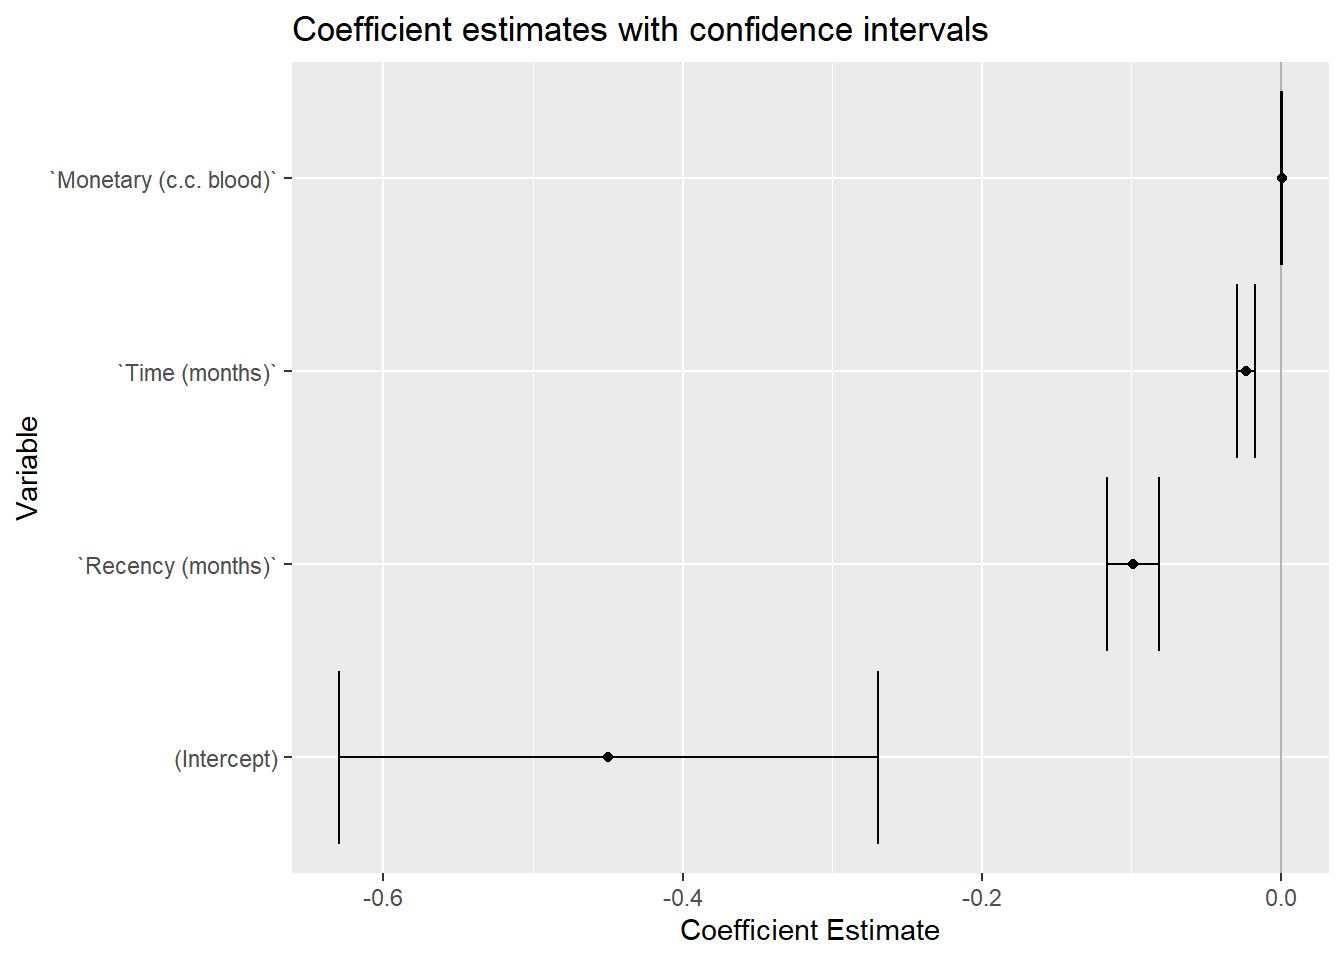 Coefficient estimates with confidence intervals
`Monetary (c.c. blood)`
`Time (months)`
`Recency (months)`
(Intercept)
Variable
-0.6 -0.4 -0.2 0.0
Coefficient Estimate